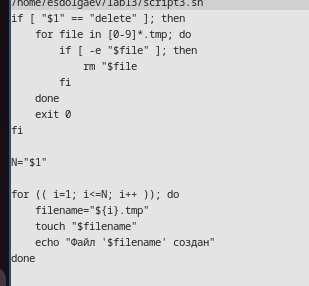 /home/esdolgaev/lab13/script3.sh
if [ "$1" == "delete" ]; then
    for file in [0-9]*.tmp; do
        if [ -e "$file" ]; then
            rm "$file
        fi
    done
    exit 0
fi

N="$1"

for (( i=1; i<=N; i++ )); do
    filename="${i}.tmp"
    touch "$filename"
    echo "Файл '$filename' создан"
done